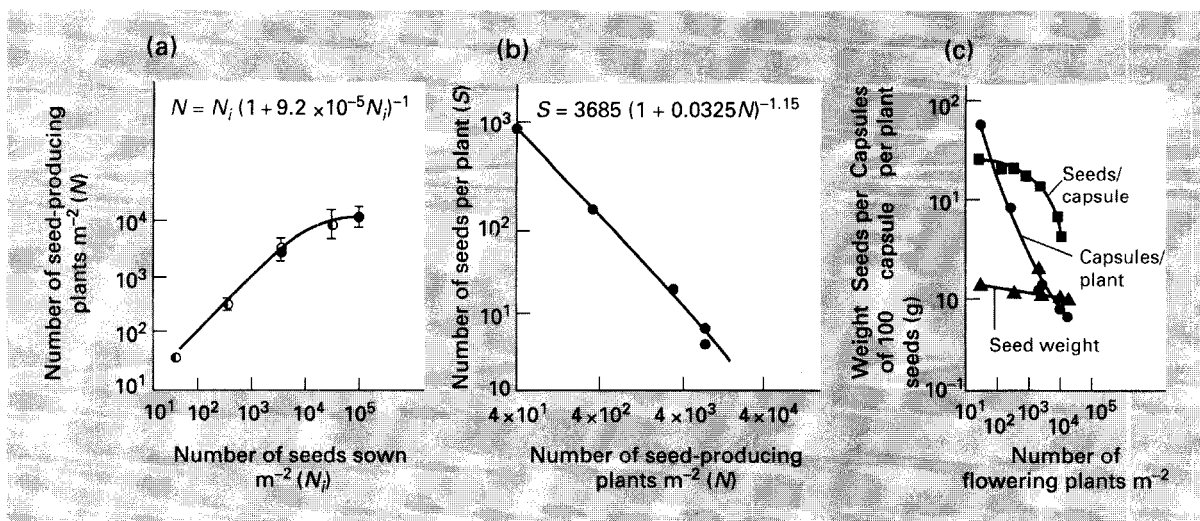 (a)
N = Nᵢ (1 + 9.2 × 10⁻⁵Nᵢ)⁻¹
Number of seed-producing
plants m⁻² (N)
10⁴
10³
10²
10¹
10¹ 10² 10³ 10⁴ 10⁵
Number of seeds sown
m⁻² (Nᵢ)
(b)
S = 3685 (1 + 0.0325N)⁻¹·¹⁵
Number of seeds per plant (S)
10³
10²
10¹
10
4 × 10¹ 4 × 10² 4 × 10³ 4 × 10⁴
Number of seed-producing
plants m⁻² (N)
(c)
Weight Seeds per Capsules
of 100 capsule per plant
seeds (g)
10²
10¹
10
10⁻¹
Seeds/
capsule
Capsules/
plant
Seed weight
10¹ 10² 10³ 10⁴ 10⁵
Number of
flowering plants m⁻²